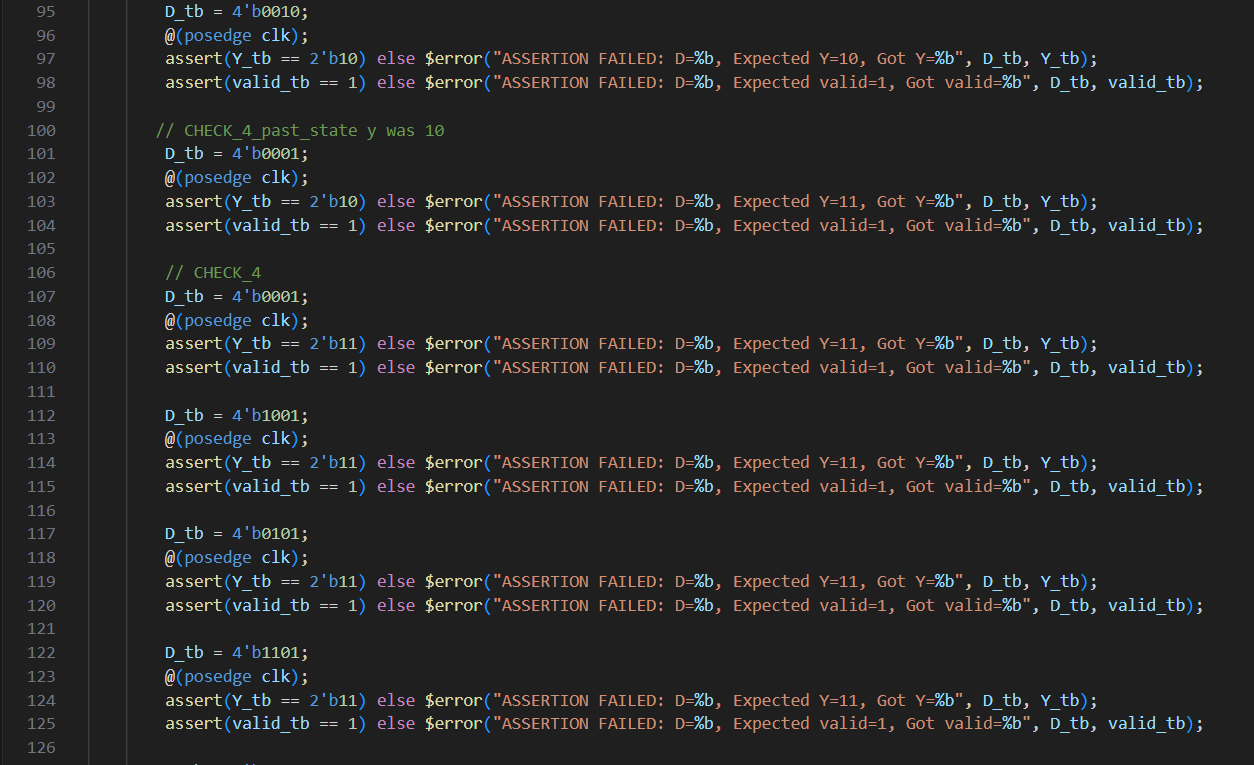 95 D_tb = 4'b0010;
96 @(posedge clk);
97 assert(Y_tb == 2'b10) else $error("ASSERTION FAILED: D=%b, Expected Y=10, Got Y=%b", D_tb, Y_tb);
98 assert(valid_tb == 1) else $error("ASSERTION FAILED: D=%b, Expected valid=1, Got valid=%b", D_tb, valid_tb);
99
100 // CHECK_4_past_state y was 10
101 D_tb = 4'b0001;
102 @(posedge clk);
103 assert(Y_tb == 2'b10) else $error("ASSERTION FAILED: D=%b, Expected Y=11, Got Y=%b", D_tb, Y_tb);
104 assert(valid_tb == 1) else $error("ASSERTION FAILED: D=%b, Expected valid=1, Got valid=%b", D_tb, valid_tb);
105
106 // CHECK_4
107 D_tb = 4'b0001;
108 @(posedge clk);
109 assert(Y_tb == 2'b11) else $error("ASSERTION FAILED: D=%b, Expected Y=11, Got Y=%b", D_tb, Y_tb);
110 assert(valid_tb == 1) else $error("ASSERTION FAILED: D=%b, Expected valid=1, Got valid=%b", D_tb, valid_tb);
111
112 D_tb = 4'b1001;
113 @(posedge clk);
114 assert(Y_tb == 2'b11) else $error("ASSERTION FAILED: D=%b, Expected Y=11, Got Y=%b", D_tb, Y_tb);
115 assert(valid_tb == 1) else $error("ASSERTION FAILED: D=%b, Expected valid=1, Got valid=%b", D_tb, valid_tb);
116
117 D_tb = 4'b0101;
118 @(posedge clk);
119 assert(Y_tb == 2'b11) else $error("ASSERTION FAILED: D=%b, Expected Y=11, Got Y=%b", D_tb, Y_tb);
120 assert(valid_tb == 1) else $error("ASSERTION FAILED: D=%b, Expected valid=1, Got valid=%b", D_tb, valid_tb);
121
122 D_tb = 4'b1101;
123 @(posedge clk);
124 assert(Y_tb == 2'b11) else $error("ASSERTION FAILED: D=%b, Expected Y=11, Got Y=%b", D_tb, Y_tb);
125 assert(valid_tb == 1) else $error("ASSERTION FAILED: D=%b, Expected valid=1, Got valid=%b", D_tb, valid_tb);
126